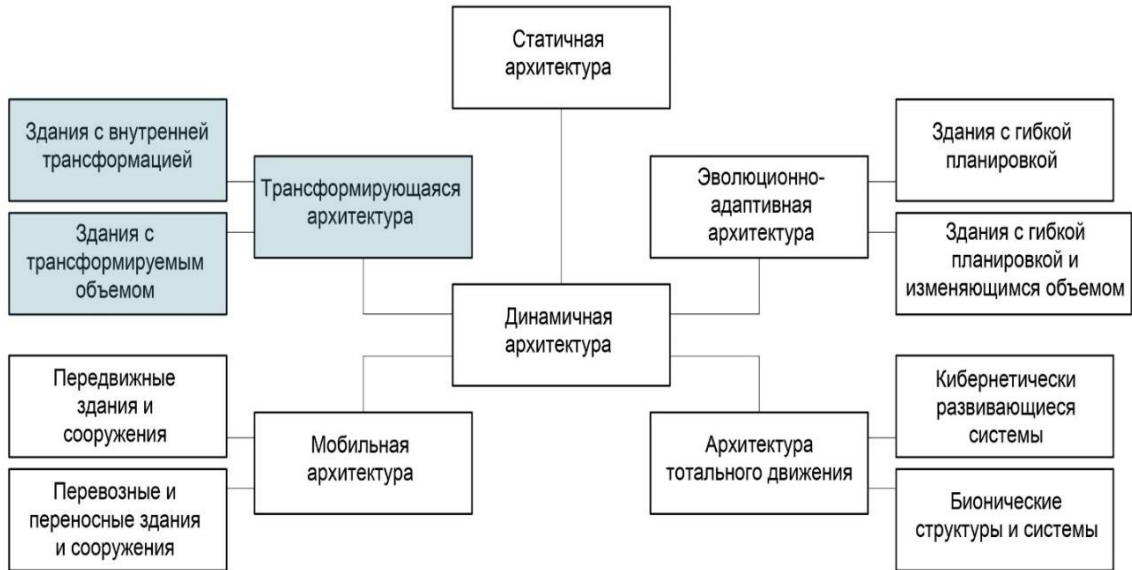 Статичная
архитектура
Здания с внутренней
трансформацией
Трансформирующаяся
архитектура
Здания с
трансформируемым
объемом
Эволюционно-
адаптивная
архитектура
Здания с гибкой
планировкой
Здания с гибкой
планировкой и
изменяющимся объемом
Динамичная
архитектура
Передвижные
здания и
сооружения
Мобильная
архитектура
Перевозные и
переносные здания
и сооружения
Архитектура
тотального движения
Кибернетически
развивающиеся
системы
Бионические
структуры и системы